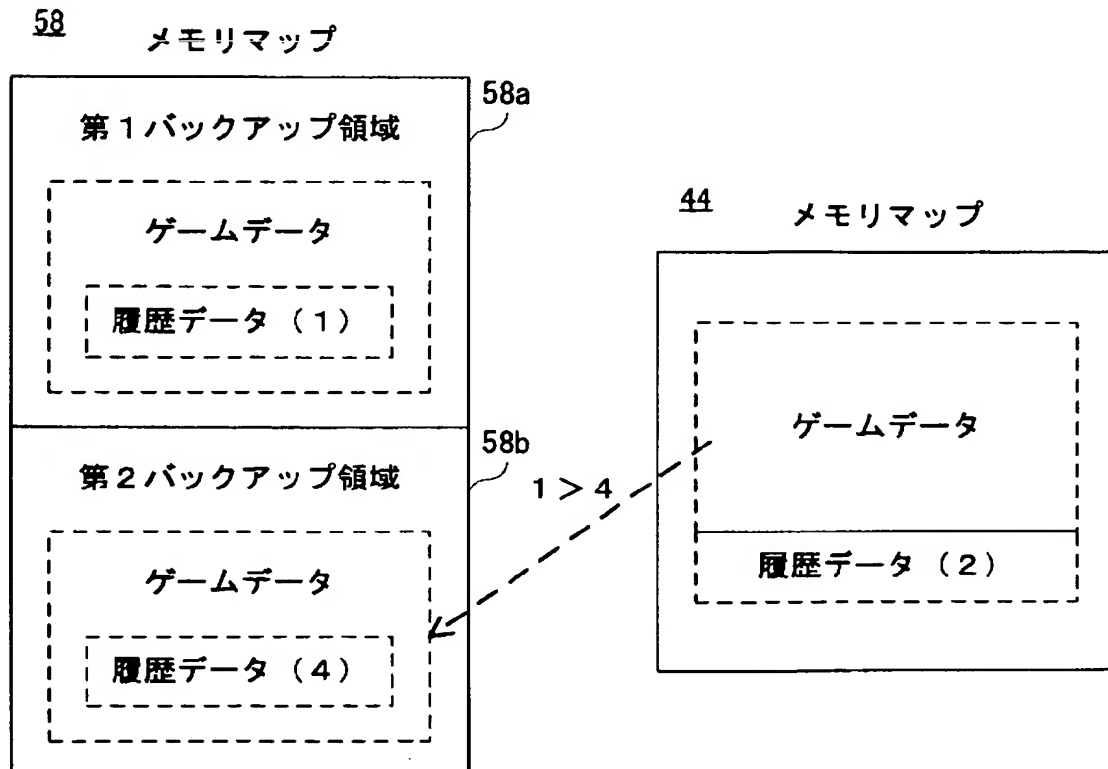 58
メモリマップ
58a
第1バックアップ領域
ゲームデータ
履歴データ（1）
58b
第2バックアップ領域
ゲームデータ
履歴データ（4）
1＞4
44
メモリマップ
ゲームデータ
履歴データ（2）